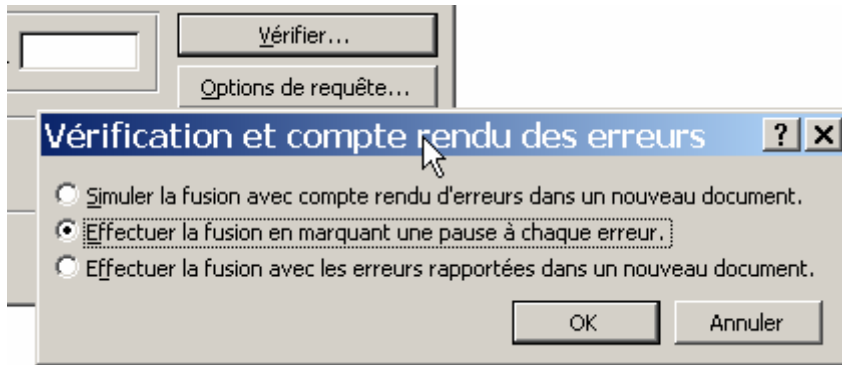 Vérifier...
Options de requête...
Vérification et compte rendu des erreurs
Simuler la fusion avec compte rendu d'erreurs dans un nouveau document.
Effectuer la fusion en marquant une pause à chaque erreur.
Effectuer la fusion avec les erreurs rapportées dans un nouveau document.
OK Annuler